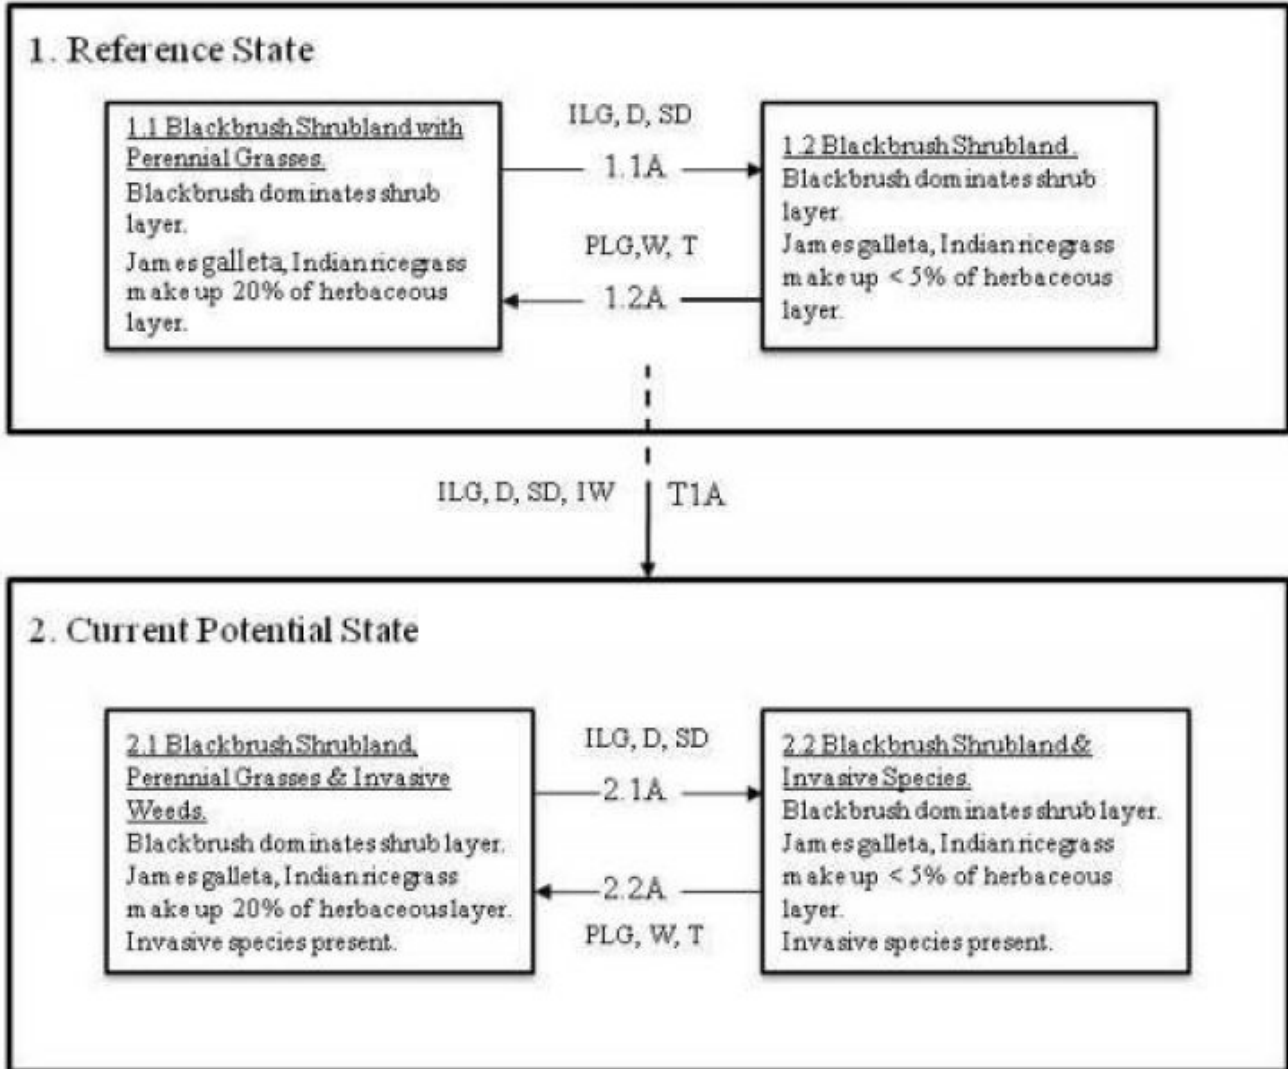 1. Reference State
1.1 Blackbrush Shrubland with
Perennial Grasses.
Blackbrush dominates shrub
layer.
James galleta, Indian ricegrass
make up 20% of herbaceous
layer.
ILG, D, SD
1.1A
PLG,W, T
1.2A
1.2 Blackbrush Shrubland.
Blackbrush dominates shrub
layer.
James galleta, Indian ricegrass
make up < 5% of herbaceous
layer.
ILG, D, SD, IW
T1A
2. Current Potential State
2.1 Blackbrush Shrubland,
Perennial Grasses & Invasive
Weeds.
Blackbrush dominates shrub layer.
James galleta, Indian ricegrass
make up 20% of herbaceous layer.
Invasive species present.
ILG, D, SD
2.1A
2.2A
PLG, W, T
2.2 Blackbrush Shrubland &
Invasive Species.
Blackbrush dominates shrub layer.
James galleta, Indian ricegrass
make up < 5% of herbaceous
layer.
Invasive species present.